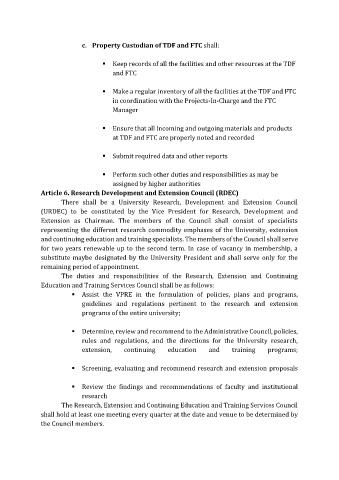 c. Property Custodian of TDF and FTC shall:
▪ Keep records of all the facilities and other resources at the TDF
and FTC
▪ Make a regular inventory of all the facilities at the TDF and FTC
in coordination with the Projects-In-Charge and the FTC
Manager
▪ Ensure that all incoming and outgoing materials and products
at TDF and FTC are properly noted and recorded
▪ Submit required data and other reports
▪ Perform such other duties and responsibilities as may be
assigned by higher authorities
Article 6. Research Development and Extension Council (RDEC)
There shall be a University Research, Development and Extension Council
(URDEC) to be constituted by the Vice President for Research, Development and
Extension as Chairman. The members of the Council shall consist of specialists
representing the different research commodity emphases of the University, extension
and continuing education and training specialists. The members of the Council shall serve
for two years renewable up to the second term. In case of vacancy in membership, a
substitute maybe designated by the University President and shall serve only for the
remaining period of appointment.
The duties and responsibilities of the Research, Extension and Continuing
Education and Training Services Council shall be as follows:
▪ Assist the VPRE in the formulation of policies, plans and programs,
guidelines and regulations pertinent to the research and extension
programs of the entire university;
▪ Determine, review and recommend to the Administrative Council, policies,
rules and regulations, and the directions for the University research,
extension, continuing education and training programs;
▪ Screening, evaluating and recommend research and extension proposals
▪ Review the findings and recommendations of faculty and institutional
research
The Research, Extension and Continuing Education and Training Services Council
shall hold at least one meeting every quarter at the date and venue to be determined by
the Council members.